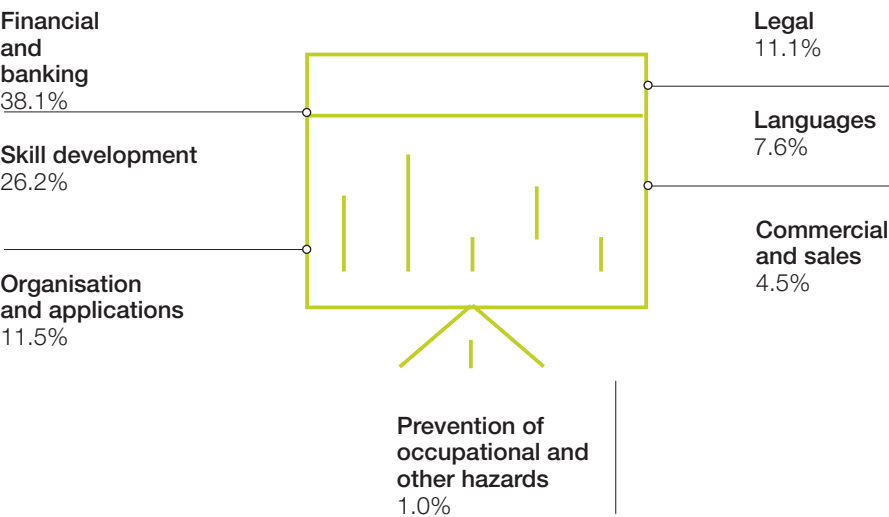 Financial
and
banking
38.1%
Skill development
26.2%
Organisation
and applications
11.5%
Legal
11.1%
Languages
7.6%
Commercial
and sales
4.5%
Prevention of
occupational and
other hazards
1.0%